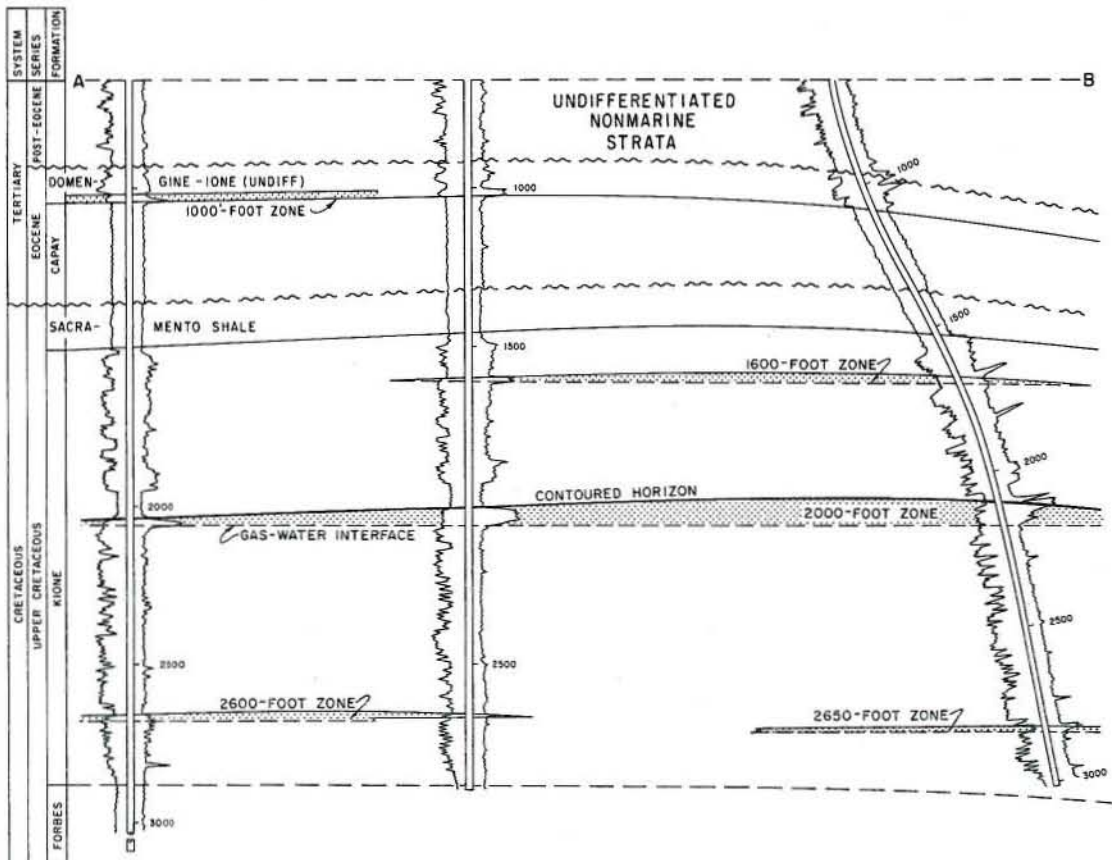 SYSTEM
SERIES
FORMATION
A
B
TERTIARY
POST-EOCENE
EOCENE
UNDIFFERENTIATED
NONMARINE
STRATA
1000
DOMEN-
GINE-IONE (UNDIFF)
1000
1000'-FOOT ZONE
CAPAY
SACRA-
MENTO SHALE
1500
1500
1600-FOOT ZONE
CRETACEOUS
UPPER CRETACEOUS
KIONE
2000
CONTOURED HORIZON
2000
2000-FOOT ZONE
GAS-WATER INTERFACE
2500
2500
2500
2600-FOOT ZONE
2650-FOOT ZONE
3000
FORBES
3000